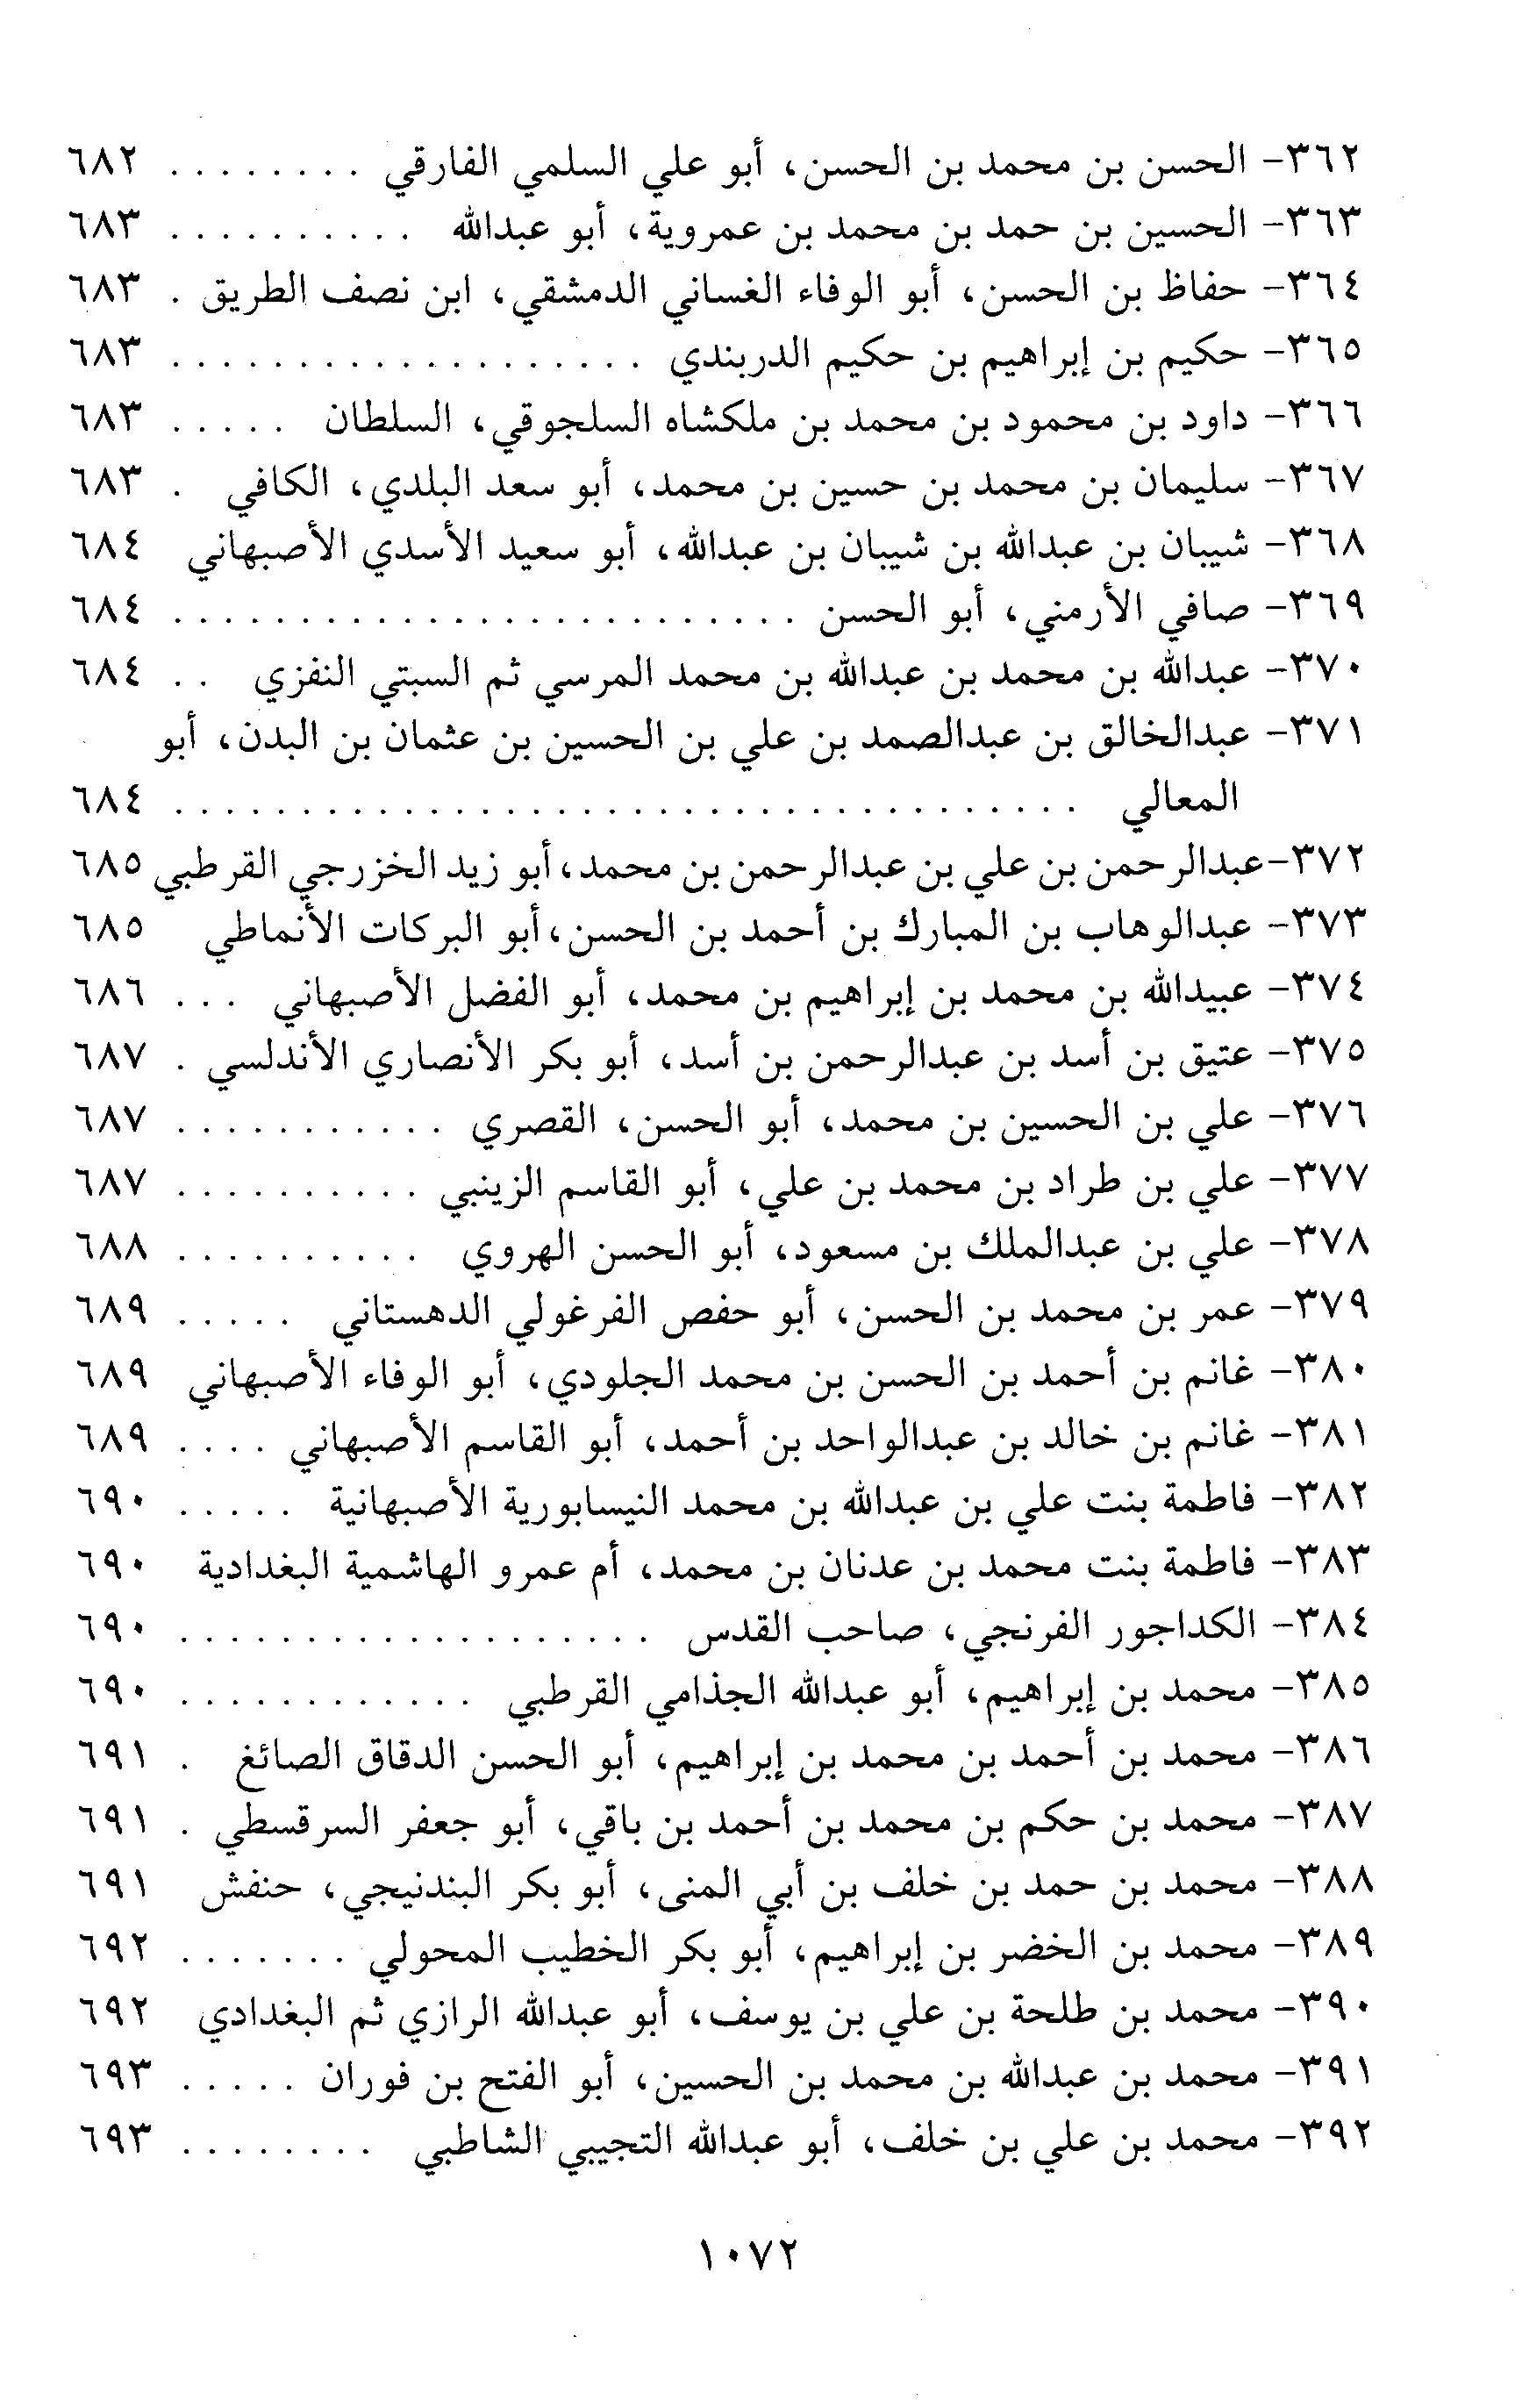 ٣٦٢- الحسن بن محمد بن الحسن، أبو علي السلمي الفارقي . . . . . . . . ٦٨٢
٣٦٣- الحسين بن حمد بن محمد بن عمروية، أبو عبدالله . . . . . . . . . . ٦٨٣
٣٦٤- حفاظ بن الحسن، أبو الوفاء الغساني الدمشقي، ابن نصف الطريق . ٦٨٣
٣٦٥- حكيم بن إبراهيم بن حكيم الدربندي . . . . . . . . . . . . . . . . . . . ٦٨٣
٣٦٦- داود بن محمود بن محمد بن ملكشاه السلجوقي، السلطان . . . . . ٦٨٣
٣٦٧- سليمان بن محمد بن حسين بن محمد، أبو سعد البلدي، الكافي . ٦٨٣
٣٦٨- شيبان بن عبدالله بن شيبان بن عبدالله، أبو سعيد الأسدي الأصبهاني ٦٨٤
٣٦٩- صافي الأرمني، أبو الحسن . . . . . . . . . . . . . . . . . . . . . . . . . ٦٨٤
٣٧٠- عبدالله بن محمد بن عبدالله بن محمد المرسي ثم السبتي النفزي . . ٦٨٤
٣٧١- عبدالخالق بن عبدالصمد بن علي بن الحسين بن عثمان بن البدن، أبو
المعالي . . . . . . . . . . . . . . . . . . . . . . . . . . . . . . . . . . . . ٦٨٤
٣٧٢- عبدالرحمن بن علي بن عبدالرحمن بن محمد، أبو زيد الخزرجي القرطبي ٦٨٥
٣٧٣- عبدالوهاب بن المبارك بن أحمد بن الحسن، أبو البركات الأنماطي ٦٨٥
٣٧٤- عبيدالله بن محمد بن إبراهيم بن محمد، أبو الفضل الأصبهاني . . . ٦٨٦
٣٧٥- عتيق بن أسد بن عبدالرحمن بن أسد، أبو بكر الأنصاري الأندلسي . ٦٨٧
٣٧٦- علي بن الحسين بن محمد، أبو الحسن، القصري . . . . . . . . . . . ٦٨٧
٣٧٧- علي بن طراد بن محمد بن علي، أبو القاسم الزينبي . . . . . . . . . . ٦٨٧
٣٧٨- علي بن عبدالملك بن مسعود، أبو الحسن الهروي . . . . . . . . . . ٦٨٨
٣٧٩- عمر بن محمد بن الحسن، أبو حفص الفرغولي الدهستاني . . . . . ٦٨٩
٣٨٠- غانم بن أحمد بن الحسن بن محمد الجلودي، أبو الوفاء الأصبهاني ٦٨٩
٣٨١- غانم بن خالد بن عبدالواحد بن أحمد، أبو القاسم الأصبهاني . . . . ٦٨٩
٣٨٢- فاطمة بنت علي بن عبدالله بن محمد النيسابورية الأصبهانية . . . . . ٦٩٠
٣٨٣- فاطمة بنت محمد بن عدنان بن محمد، أم عمرو الهاشمية البغدادية ٦٩٠
٣٨٤- الكداجور الفرنجي، صاحب القدس . . . . . . . . . . . . . . . . . . . ٦٩٠
٣٨٥- محمد بن إبراهيم، أبو عبدالله الجذامي القرطبي . . . . . . . . . . . . ٦٩٠
٣٨٦- محمد بن أحمد بن محمد بن إبراهيم، أبو الحسن الدقاق الصائغ . ٦٩١
٣٨٧- محمد بن حكم بن محمد بن أحمد بن باقي، أبو جعفر السرقسطي . ٦٩١
٣٨٨- محمد بن حمد بن خلف بن أبي المنى، أبو بكر البندنيجي، حنفش ٦٩١
٣٨٩- محمد بن الخضر بن إبراهيم، أبو بكر الخطيب المحولي . . . . . . . ٦٩٢
٣٩٠- محمد بن طلحة بن علي بن يوسف، أبو عبدالله الرازي ثم البغدادي ٦٩٢
٣٩١- محمد بن عبدالله بن محمد بن الحسين، أبو الفتح بن فوران . . . . . ٦٩٣
٣٩٢- محمد بن علي بن خلف، أبو عبدالله التجيبي الشاطبي . . . . . . . . ٦٩٣
١٠٧٢